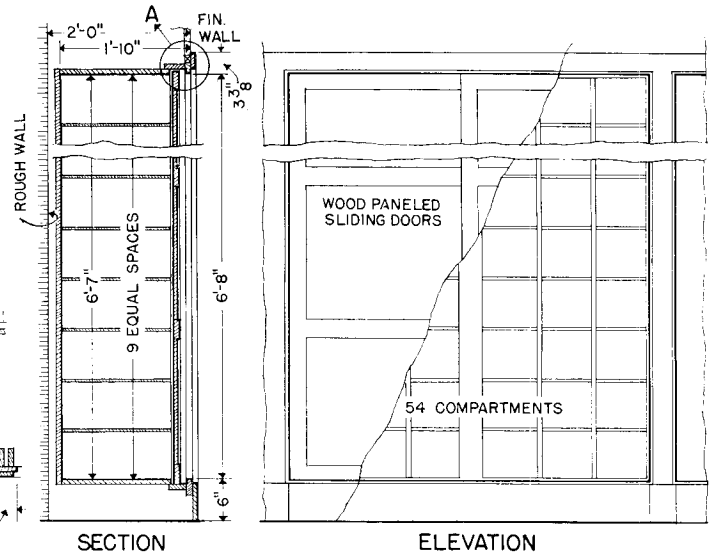 A
2'-0"
FIN.
WALL
1'-10"
3 3/8"
ROUGH WALL
WOOD PANELED
SLIDING DOORS
6'-7"
9 EQUAL SPACES
6'-8"
54 COMPARTMENTS
6"
SECTION
ELEVATION